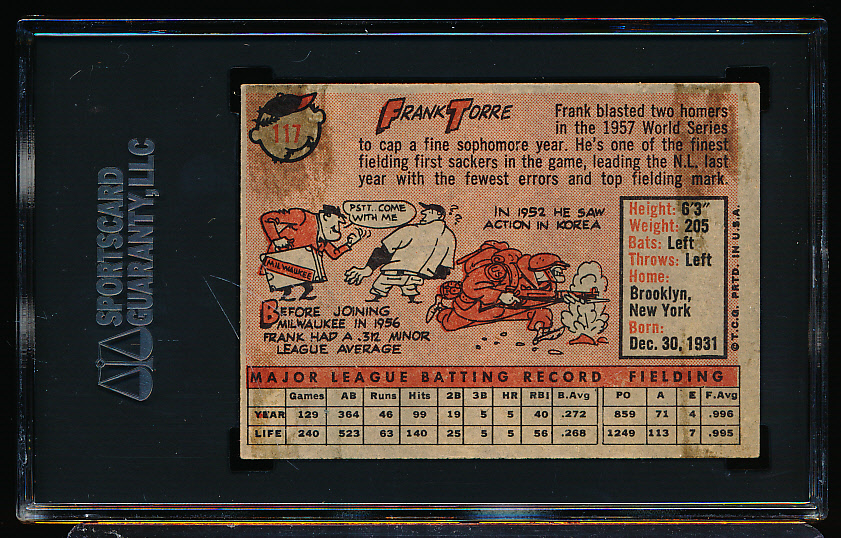 SPORTSCARD
GUARANTY, LLC
117
FRANK TORRE
Frank blasted two homers
in the 1957 World Series
to cap a fine sophomore year. He's one of the finest
fielding first sackers in the game, leading the N.L. last
year with the fewest errors and top fielding mark.
PSTT. COME
WITH ME
???
MILWAUKEE
BEFORE JOINING
MILWAUKEE IN 1956
FRANK HAD A .312 MINOR
LEAGUE AVERAGE
IN 1952 HE SAW
ACTION IN KOREA
Height: 6'3"
Weight: 205
Bats: Left
Throws: Left
Home:
Brooklyn,
New York
Born:
Dec. 30, 1931
© T.C.G. PRTD. IN U.S.A.
MAJOR LEAGUE BATTING RECORD FIELDING
Games AB Runs Hits 2B 3B HR RBI B.Avg PO A E F.Avg
YEAR 129 364 46 99 19 5 5 40 .272 859 71 4 .996
LIFE 240 523 63 140 25 5 5 56 .268 1249 113 7 .995